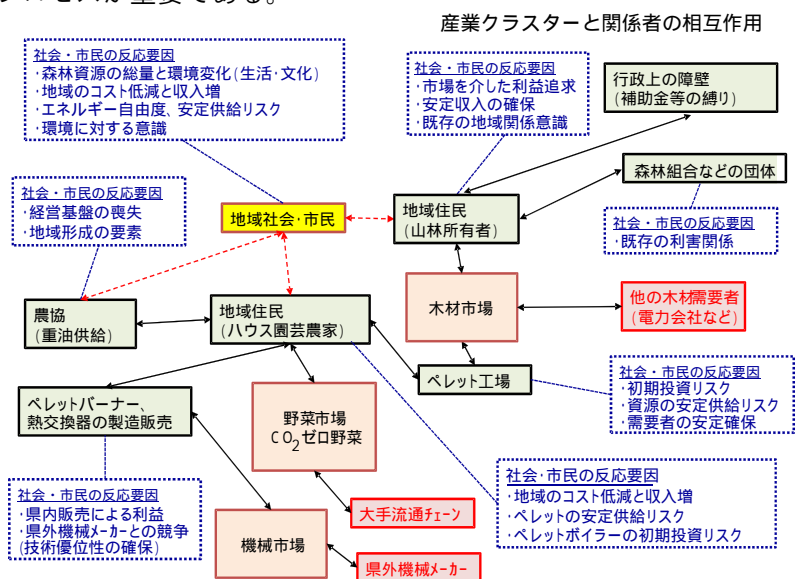 プロセスが重要である。
産業クラスターと関係者の相互作用
社会・市民の反応要因
･森林資源の総量と環境変化(生活･文化)
･地域のコスト低減と収入増
･エネルギー自由度、安定供給リスク
･環境に対する意識
社会・市民の反応要因
･市場を介した利益追求
･安定収入の確保
･既存の地域関係意識
行政上の障壁
(補助金等の縛り)
森林組合などの団体
社会・市民の反応要因
･既存の利害関係
社会・市民の反応要因
･経営基盤の喪失
･地域形成の要素
地域社会･市民
地域住民
(山林所有者)
農協
(重油供給)
地域住民
(ハウス園芸農家)
木材市場
他の木材需要者
(電力会社など)
ペレット工場
社会・市民の反応要因
･初期投資リスク
･資源の安定供給リスク
･需要者の安定確保
ペレットバーナー、
熱交換器の製造販売
野菜市場
CO2ゼロ野菜
社会・市民の反応要因
･県内販売による利益
･県外機械メーカーとの競争
(技術優位性の確保)
機械市場
大手流通チェーン
県外機械メーカー
社会･市民の反応要因
･地域のコスト低減と収入増
･ペレットの安定供給リスク
･ペレットボイラーの初期投資リスク